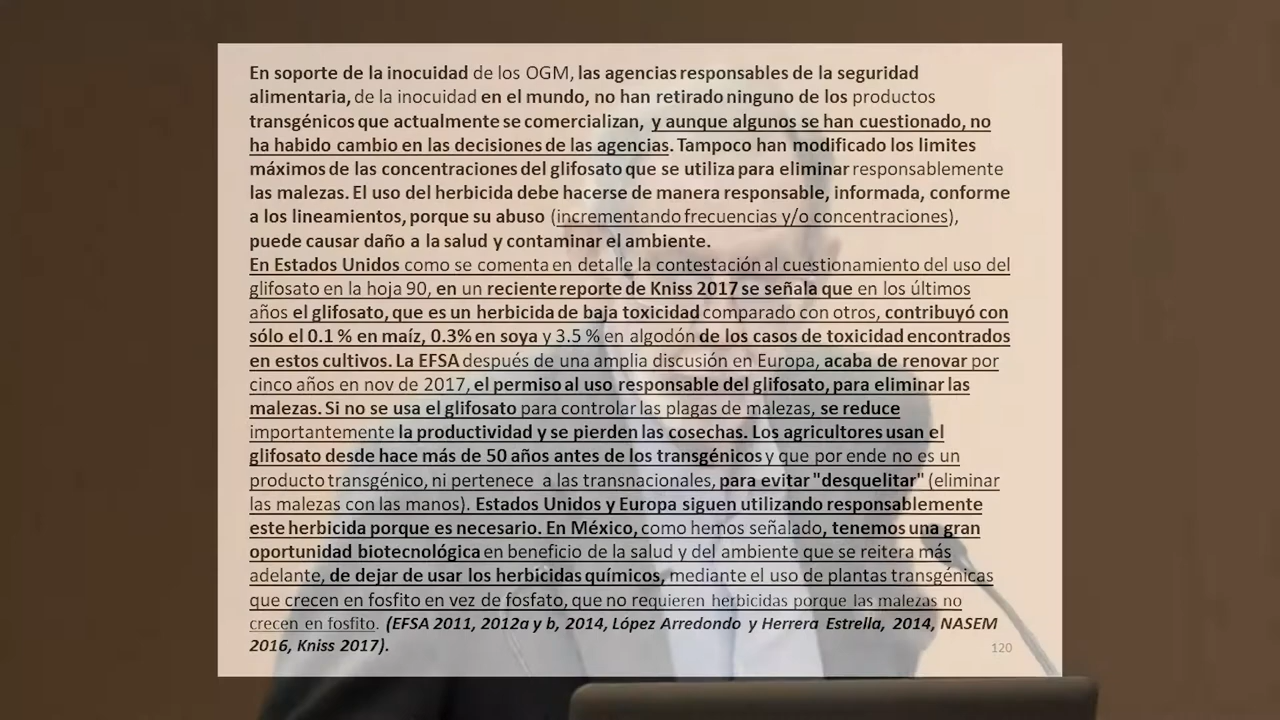 En soporte de la inocuidad de los OGM, las agencias responsables de la seguridad
alimentaria, de la inocuidad en el mundo, no han retirado ninguno de los productos
transgénicos que actualmente se comercializan, y aunque algunos se han cuestionado, no
ha habido cambio en las decisiones de las agencias. Tampoco han modificado los limites
máximos de las concentraciones del glifosato que se utiliza para eliminar responsablemente
las malezas. El uso del herbicida debe hacerse de manera responsable, informada, conforme
a los lineamientos, porque su abuso (incrementando frecuencias y/o concentraciones),
puede causar daño a la salud y contaminar el ambiente.
En Estados Unidos como se comenta en detalle la contestación al cuestionamiento del uso del
glifosato en la hoja 90, en un reciente reporte de Kniss 2017 se señala que en los últimos
años el glifosato, que es un herbicida de baja toxicidad comparado con otros, contribuyó con
sólo el 0.1 % en maíz, 0.3% en soya y 3.5 % en algodón de los casos de toxicidad encontrados
en estos cultivos. La EFSA después de una amplia discusión en Europa, acaba de renovar por
cinco años en nov de 2017, el permiso al uso responsable del glifosato, para eliminar las
malezas. Si no se usa el glifosato para controlar las plagas de malezas, se reduce
importantemente la productividad y se pierden las cosechas. Los agricultores usan el
glifosato desde hace más de 50 años antes de los transgénicos y que por ende no es un
producto transgénico, ni pertenece a las transnacionales, para evitar "desquelitar" (eliminar
las malezas con las manos). Estados Unidos y Europa siguen utilizando responsablemente
este herbicida porque es necesario. En México, como hemos señalado, tenemos una gran
oportunidad biotecnológica en beneficio de la salud y del ambiente que se reitera más
adelante, de dejar de usar los herbicidas químicos, mediante el uso de plantas transgénicas
que crecen en fosfito en vez de fosfato, que no requieren herbicidas porque las malezas no
crecen en fosfito. (EFSA 2011, 2012a y b, 2014, López Arredondo y Herrera Estrella, 2014, NASEM
2016, Kniss 2017).
120